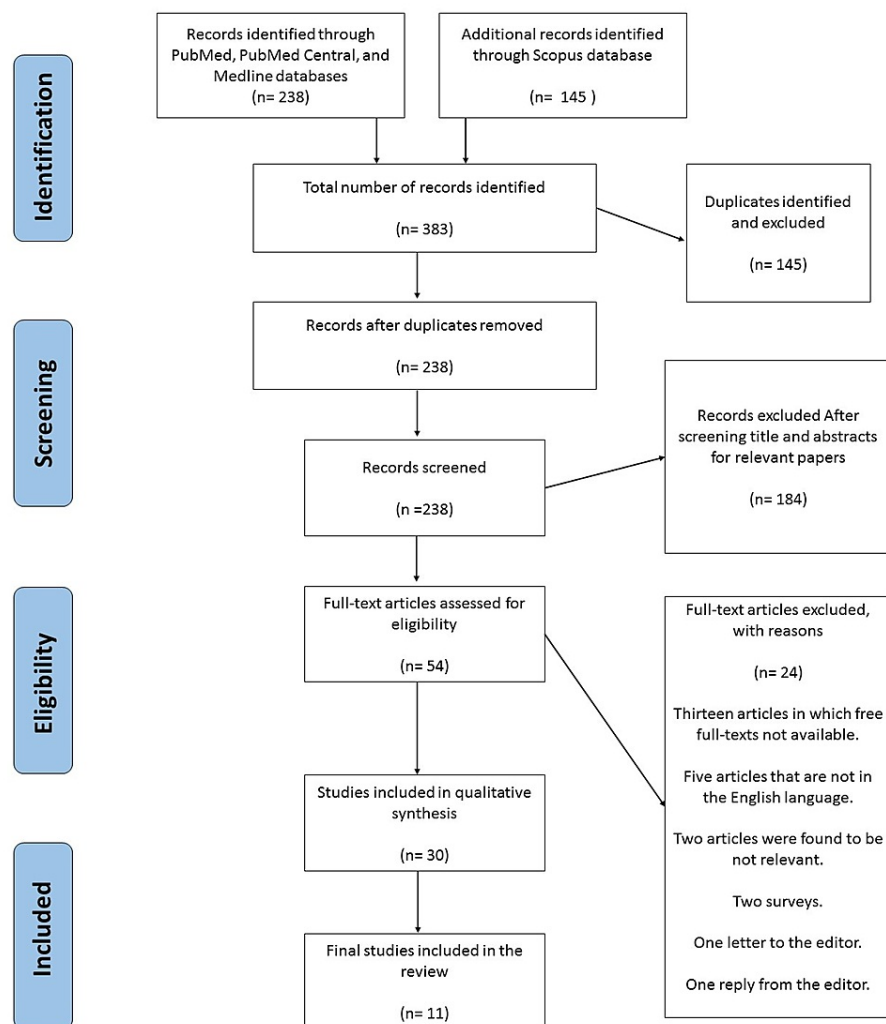 Identification
Records identified through
PubMed, PubMed Central, and
Medline databases
(n= 238)
Additional records identified
through Scopus database
(n= 145 )
Total number of records identified
(n= 383)
Duplicates identified
and excluded
(n= 145)
Screening
Records after duplicates removed
(n= 238)
Records screened
(n =238)
Records excluded After
screening title and abstracts
for relevant papers
(n= 184)
Eligibility
Full-text articles assessed for
eligibility
(n= 54)
Full-text articles excluded,
with reasons
(n= 24)
Thirteen articles in which free
full-texts not available.
Five articles that are not in
the English language.
Two articles were found to be
not relevant.
Two surveys.
One letter to the editor.
One reply from the editor.
Studies included in qualitative
synthesis
(n= 30)
Included
Final studies included in the
review
(n= 11)